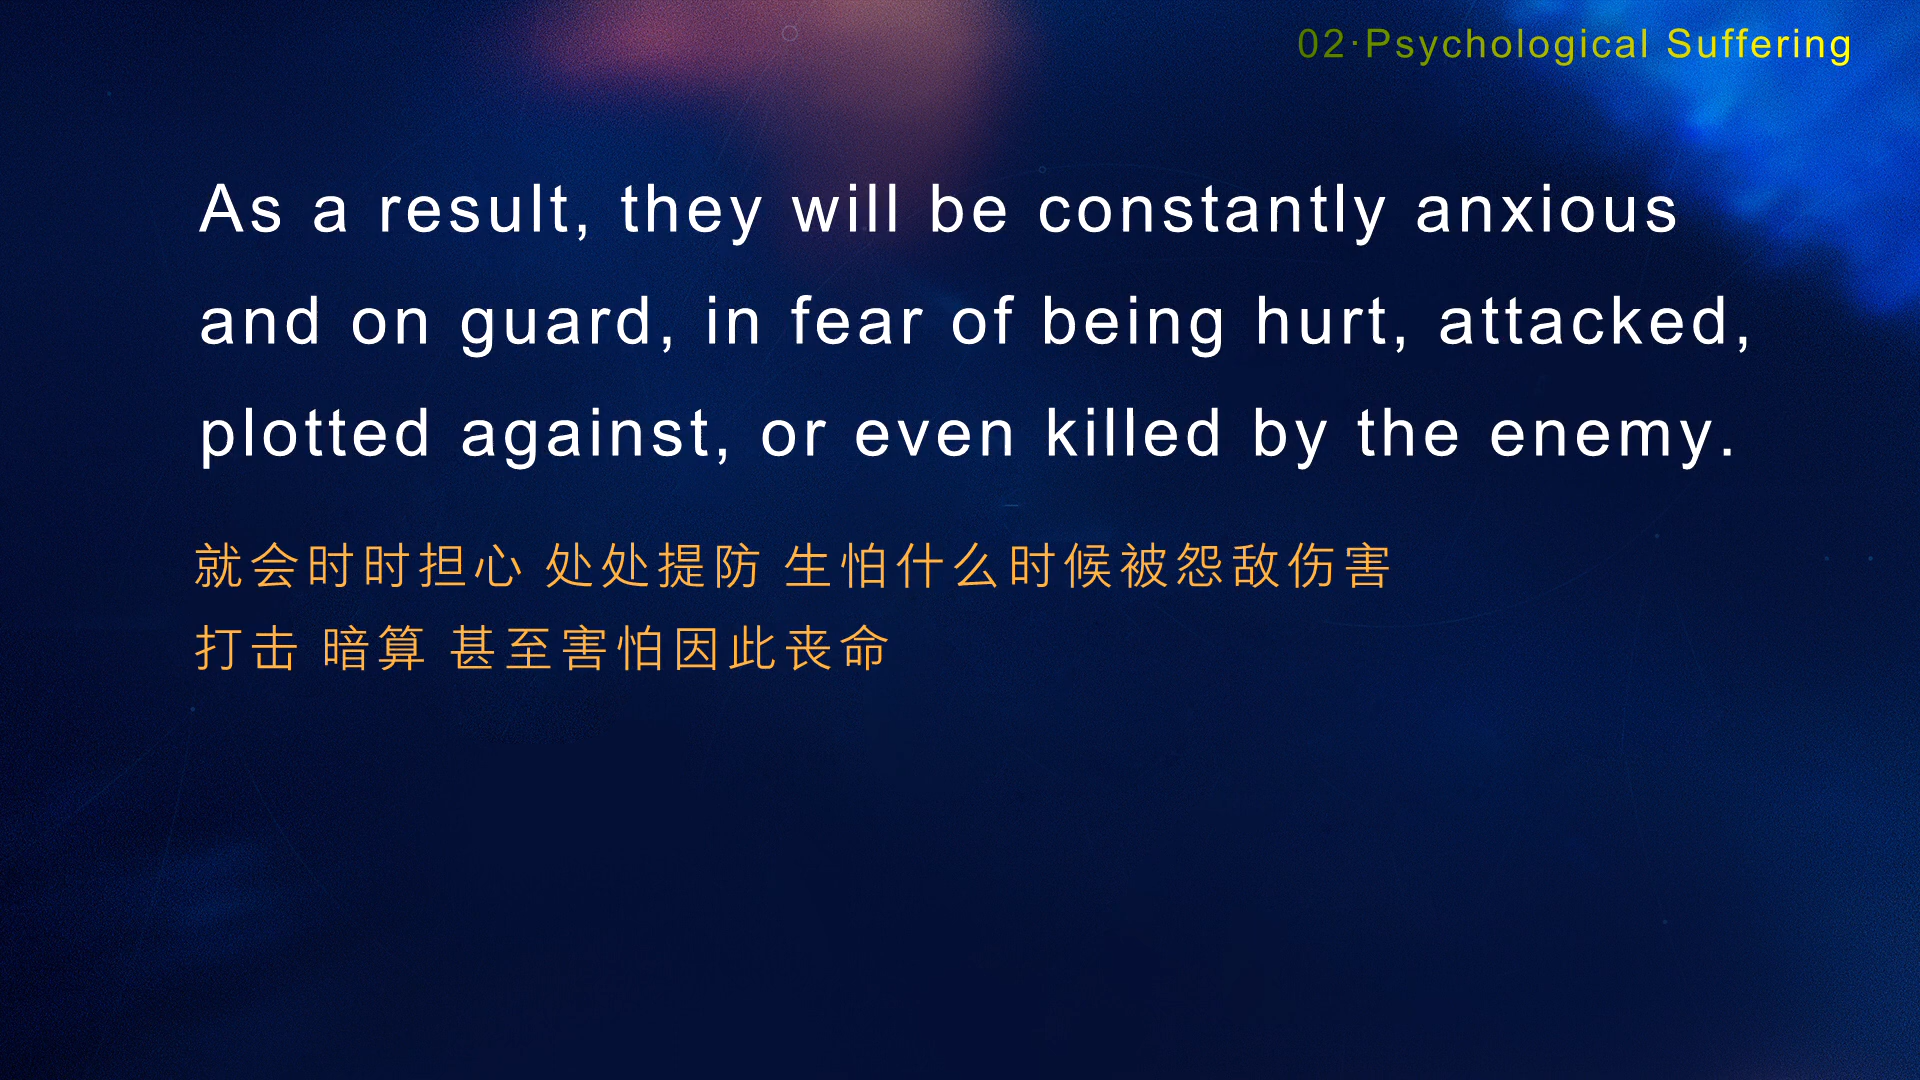 02·Psychological Suffering
As a result, they will be constantly anxious
and on guard, in fear of being hurt, attacked,
plotted against, or even killed by the enemy.
就会时时担心 处处提防 生怕什么时候被怨敌伤害
打击 暗算 甚至害怕因此丧命